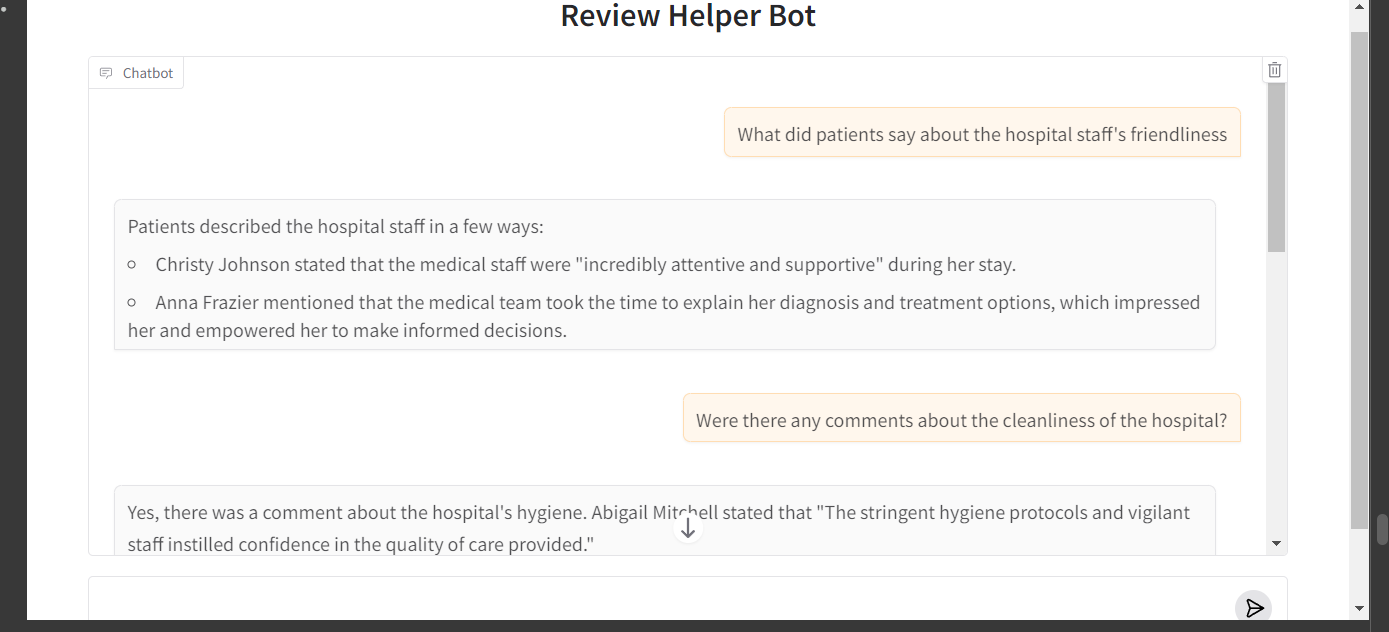 Review Helper Bot
Chatbot
What did patients say about the hospital staff's friendliness
Patients described the hospital staff in a few ways:
Christy Johnson stated that the medical staff were "incredibly attentive and supportive" during her stay.
Anna Frazier mentioned that the medical team took the time to explain her diagnosis and treatment options, which impressed
her and empowered her to make informed decisions.
Were there any comments about the cleanliness of the hospital?
Yes, there was a comment about the hospital's hygiene. Abigail Mitchell stated that "The stringent hygiene protocols and vigilant
staff instilled confidence in the quality of care provided."